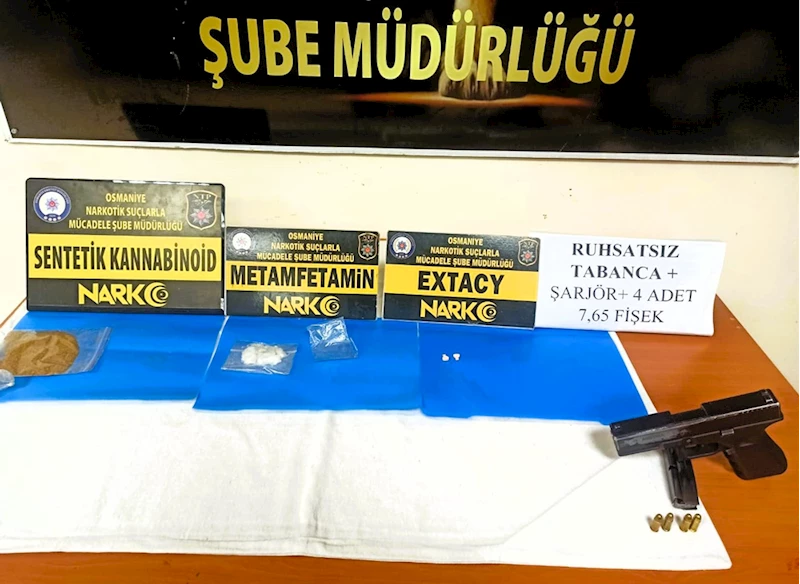 ŞUBE MÜDÜRLÜĞÜ
OSMANİYE
NARKOTİK SUÇLARLA
MÜCADELE ŞUBE MÜDÜRLÜĞÜ
SENTETİK KANNABİNOİD
NARKO
OSMANİYE
NARKOTİK SUÇLARLA
MÜCADELE ŞUBE MÜDÜRLÜĞÜ
METAMFETAMİN
NARKO
OSMANİYE
NARKOTİK SUÇLARLA
MÜCADELE ŞUBE MÜDÜRLÜĞÜ
EXTACY
NARKO
RUHSATSIZ
TABANCA +
ŞARJÖR+ 4 ADET
7,65 FİŞEK